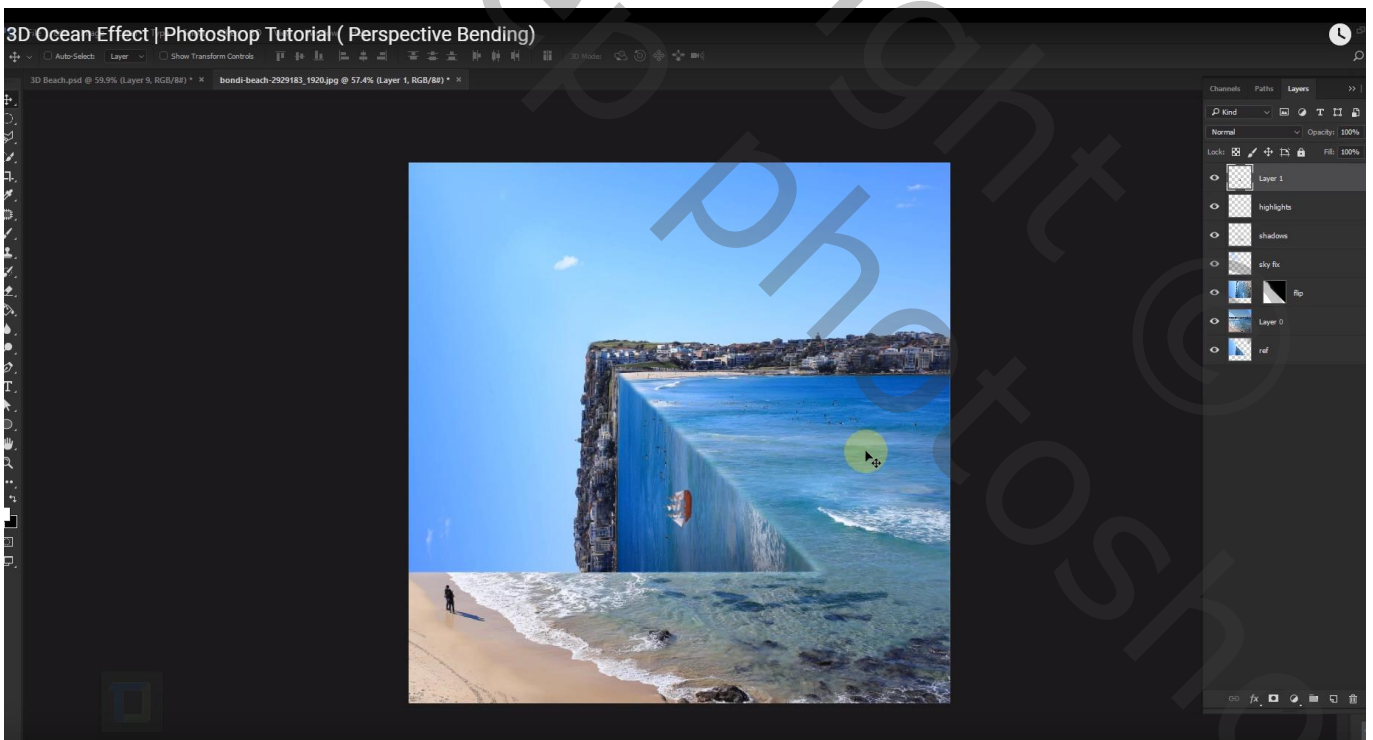 3D Ocean Effect | Photoshop Tutorial ( Perspective Bending)
Auto-Select: Layer Show Transform Controls 3D Mode:
3D Beach.psd @ 59.9% (Layer 9, RGB/8#) * × bondi-beach-2929183_1920.jpg @ 57.4% (Layer 1, RGB/8#) * ×
Channels Paths Layers
Kind
Normal Opacity: 100%
Lock: Fill: 100%
Layer 1
highlights
shadows
sky fix
flip
Layer 0
ref